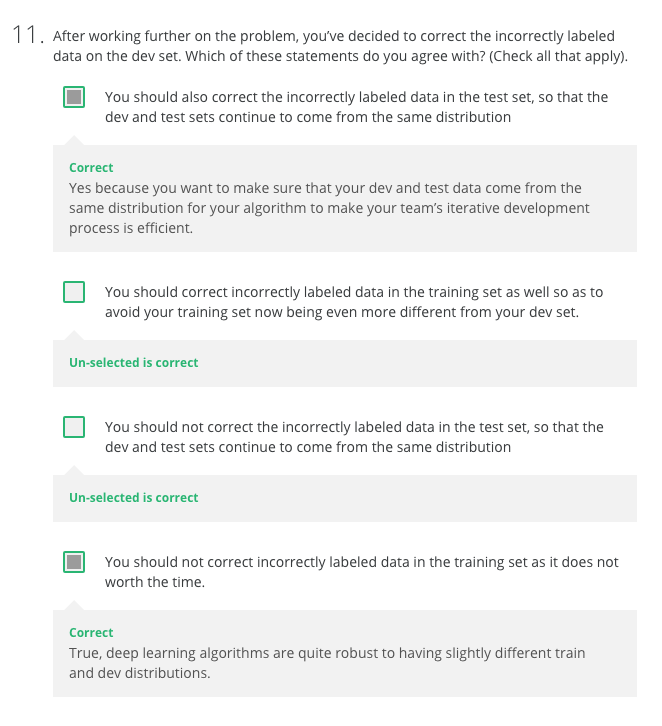 11. After working further on the problem, you’ve decided to correct the incorrectly labeled
data on the dev set. Which of these statements do you agree with? (Check all that apply).
You should also correct the incorrectly labeled data in the test set, so that the
dev and test sets continue to come from the same distribution
Correct
Yes because you want to make sure that your dev and test data come from the
same distribution for your algorithm to make your team’s iterative development
process is efficient.
You should correct incorrectly labeled data in the training set as well so as to
avoid your training set now being even more different from your dev set.
Un-selected is correct
You should not correct the incorrectly labeled data in the test set, so that the
dev and test sets continue to come from the same distribution
Un-selected is correct
You should not correct incorrectly labeled data in the training set as it does not
worth the time.
Correct
True, deep learning algorithms are quite robust to having slightly different train
and dev distributions.